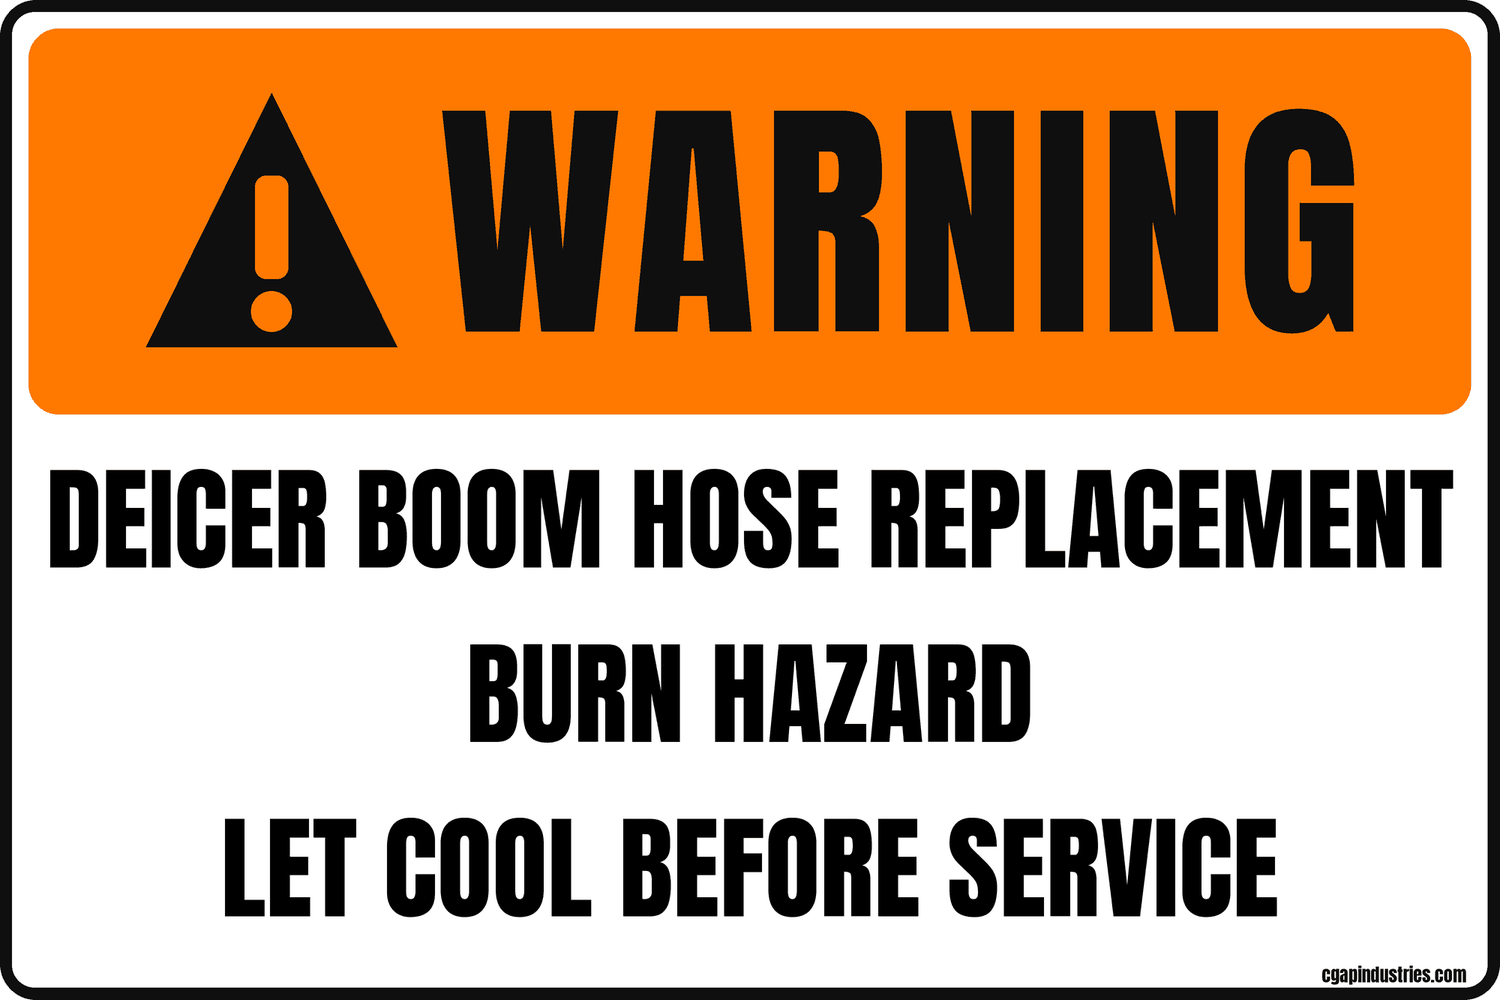 WARNING
DEICER BOOM HOSE REPLACEMENT
BURN HAZARD
LET COOL BEFORE SERVICE
cgapindustries.com